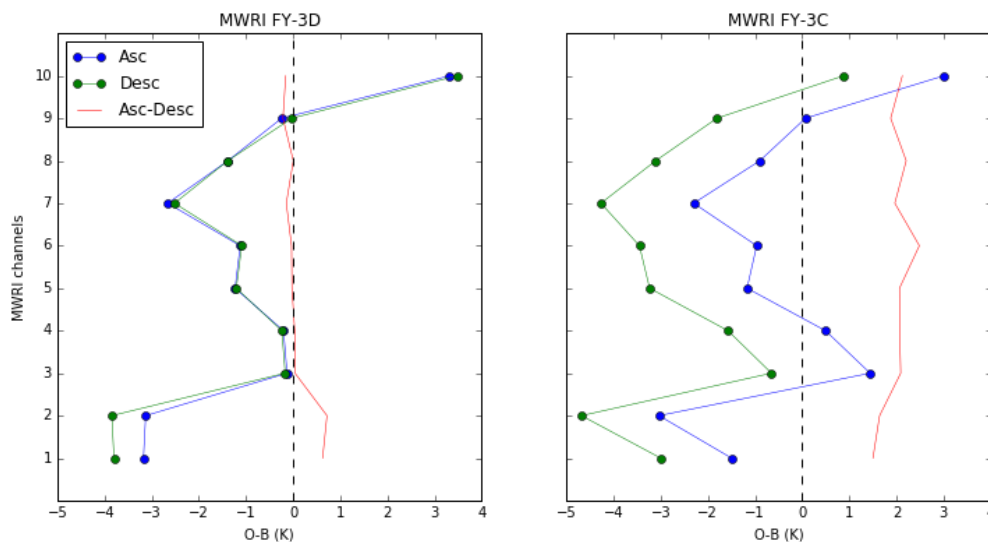 MWRI FY-3D
MWRI FY-3C
Asc
Desc
Asc-Desc
MWRI channels
10
9
8
7
6
5
4
3
2
1
−5 −4 −3 −2 −1 0 1 2 3 4
O-B (K)
−5 −4 −3 −2 −1 0 1 2 3 4
O-B (K)